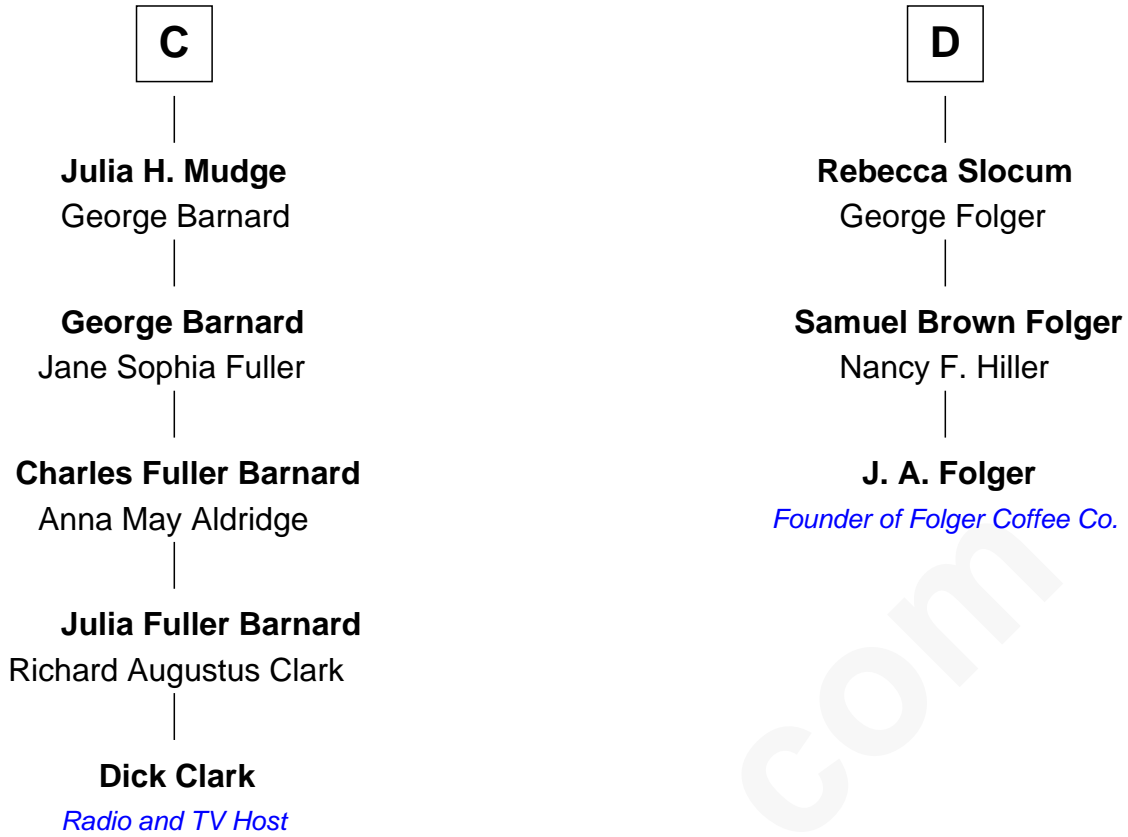 C
Julia H. Mudge
George Barnard
George Barnard
Jane Sophia Fuller
Charles Fuller Barnard
Anna May Aldridge
Julia Fuller Barnard
Richard Augustus Clark
Dick Clark
Radio and TV Host
D
Rebecca Slocum
George Folger
Samuel Brown Folger
Nancy F. Hiller
J. A. Folger
Founder of Folger Coffee Co.
com